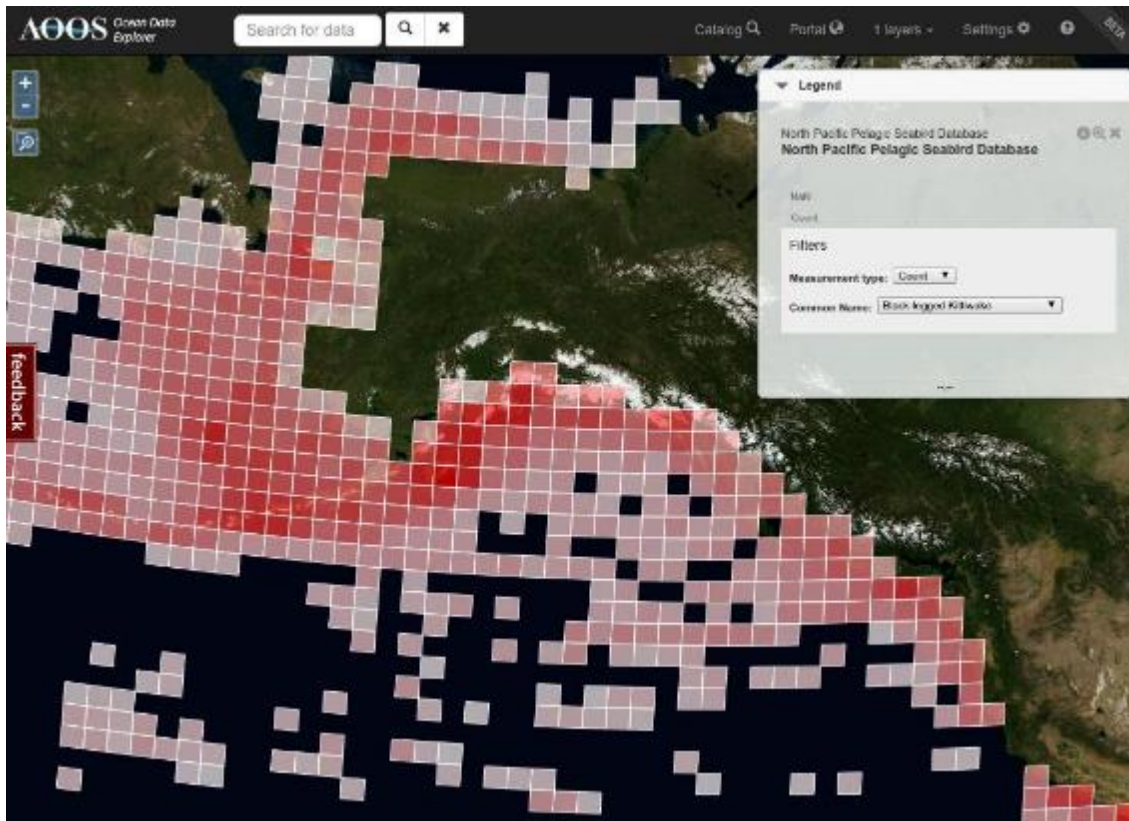 AOOS Ocean Data Explorer
Search for data
Catalog
Portal
1 layers
Settings
BETA
+
-
Legend
North Pacific Pelagic Seabird Database
North Pacific Pelagic Seabird Database
Count
Filters
Measurement type: Count
Common Name: Black-legged Kittiwake
feedback